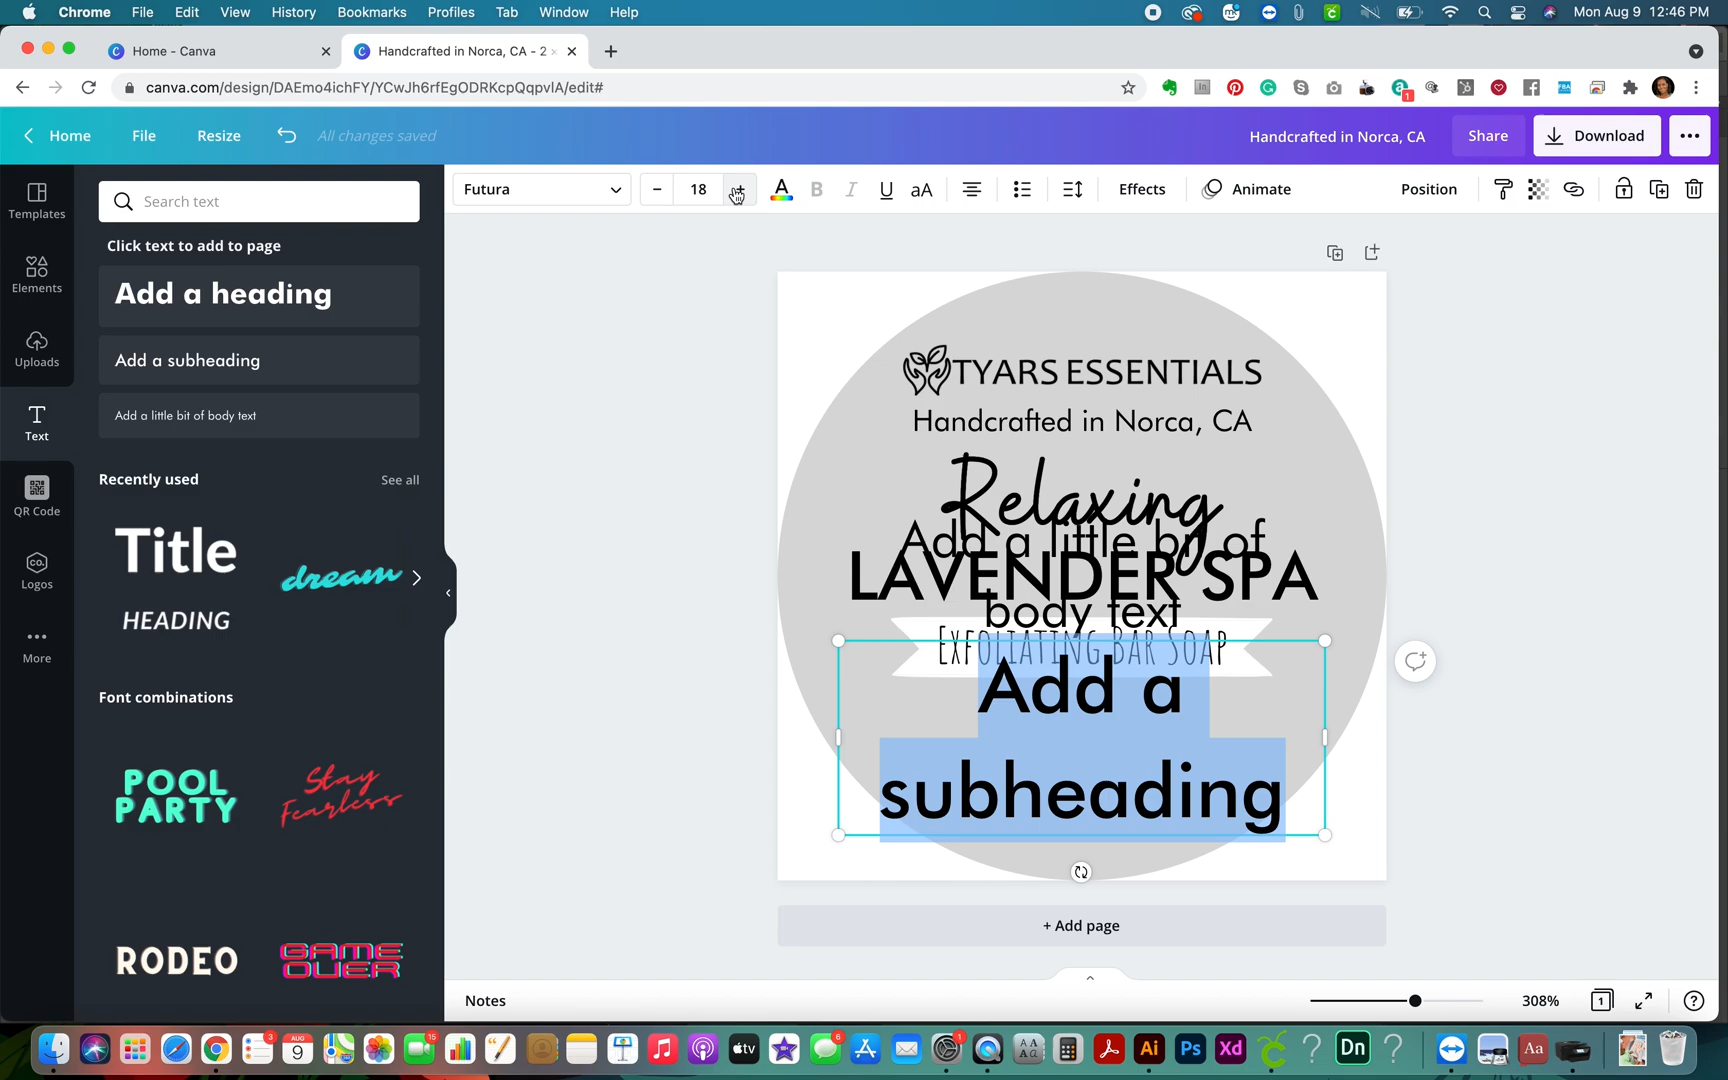 Chrome File Edit View History Bookmarks Profiles Tab Window Help Mon Aug 9 12:46 PM
Home - Canva
Handcrafted in Norca, CA - 2
canva.com/design/DAEmo4ichFY/YCwJh6rfEgODRKcpQqpvlA/edit#
Home File Resize All changes saved Handcrafted in Norca, CA Share Download
Futura 18 A B I U aA Effects Animate Position
Templates
Elements
Uploads
Text
QR Code
Logos
More
Search text
Click text to add to page
Add a heading
Add a subheading
Add a little bit of body text
Recently used See all
Title
HEADING
dream
Font combinations
POOL
PARTY
Stay
Fearless
RODEO
GAME
OVER
TYARS ESSENTIALS
Handcrafted in Norca, CA
Relaxing
Add a little bit of
LAVENDER SPA
body text
Exfoliating Bar Soap
Add a
subheading
+ Add page
Notes
308%
1